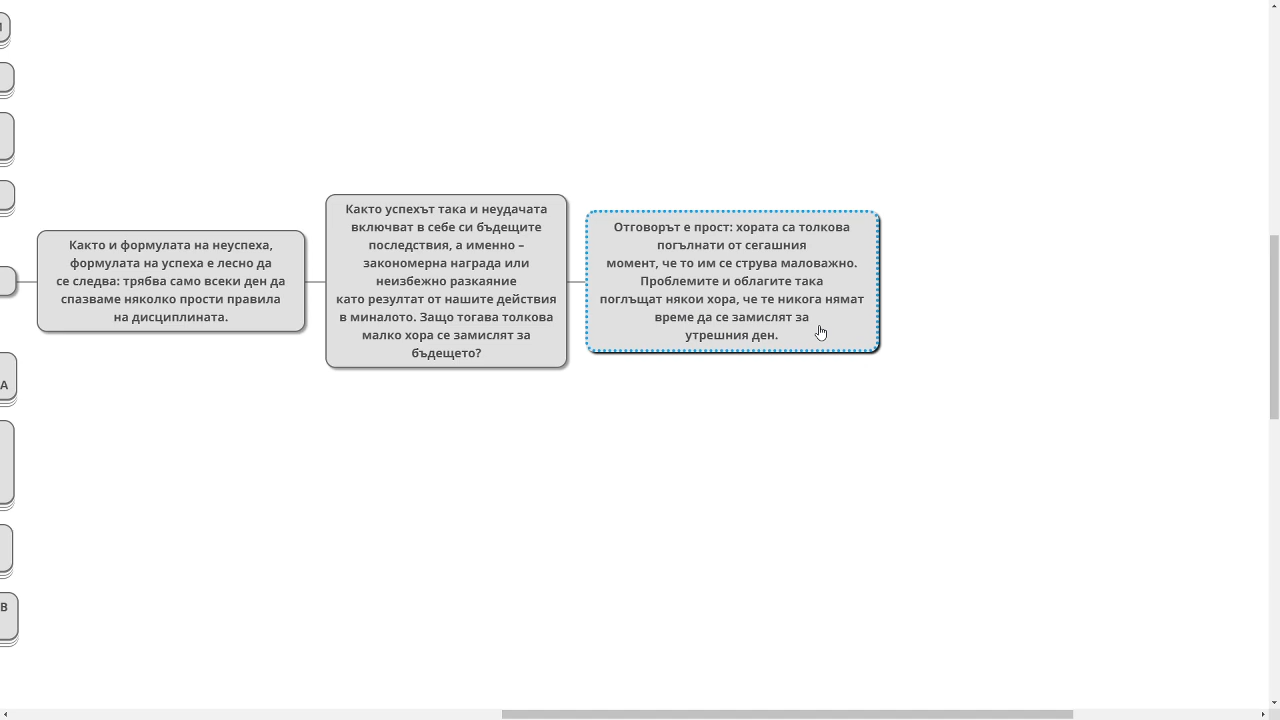 Както и формулата на неуспеха,
формулата на успеха е лесно да
се следва: трябва само всеки ден да
спазваме няколко прости правила
на дисциплината.
Както успехът така и неудачата
включват в себе си бъдещите
последствия, а именно –
закономерна награда или
неизбежно разкаяние
като резултат от нашите действия
в миналото. Защо тогава толкова
малко хора се замислят за
бъдещето?
Отговорът е прост: хората са толкова
погълнати от сегашния
момент, че то им се струва маловажно.
Проблемите и облагите така
поглъщат някои хора, че те никога нямат
време да се замислят за
утрешния ден.
А
В